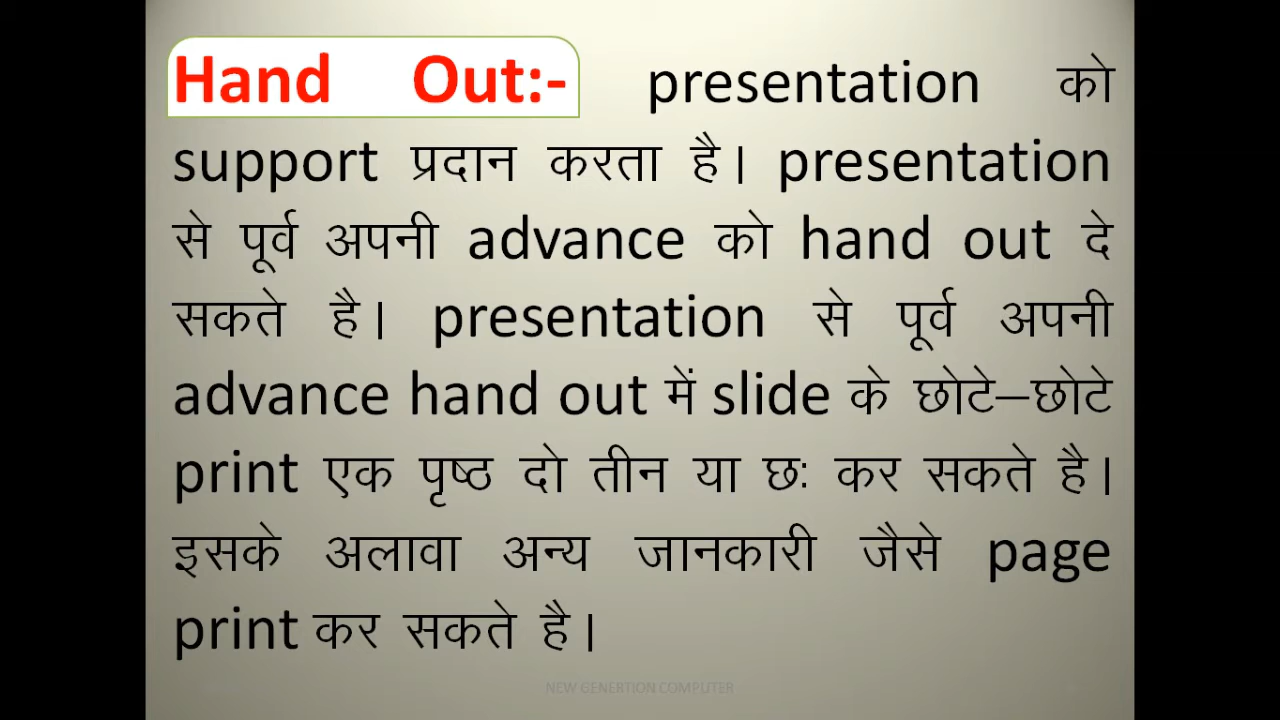 Hand Out:- presentation को
support प्रदान करता है। presentation
से पूर्व अपनी advance को hand out दे
सकते है। presentation से पूर्व अपनी
advance hand out में slide के छोटे–छोटे
print एक पृष्ठ दो तीन या छः कर सकते है।
इसके अलावा अन्य जानकारी जैसे page
print कर सकते है।
NEW GENERTION COMPUTER